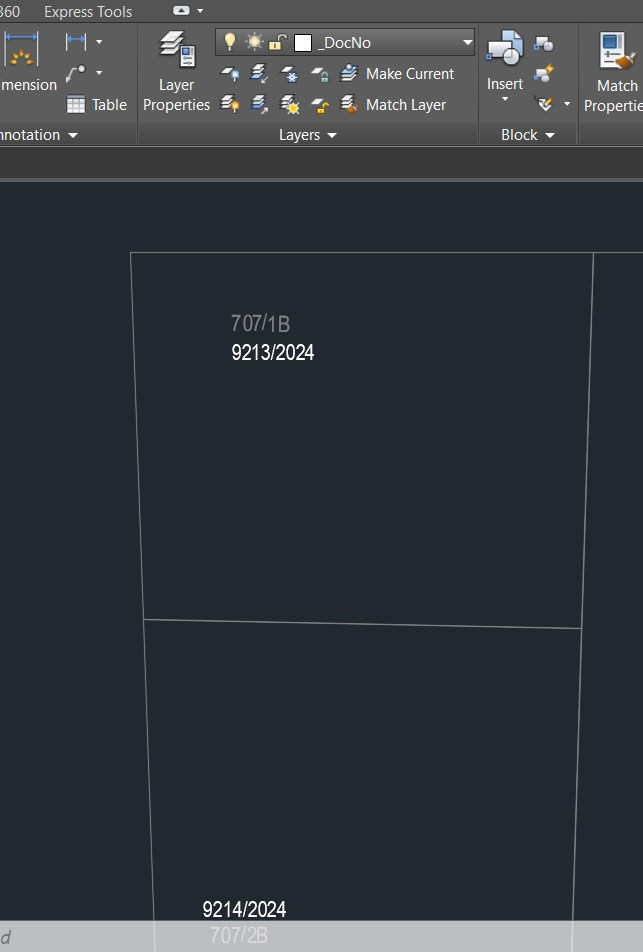 360 Express Tools
_DocNo
mension
Layer Properties
Make Current
Insert
Match Propertie
Table
Match Layer
nnotation
Layers
Block
707/1B
9213/2024
9214/2024
707/2B
d